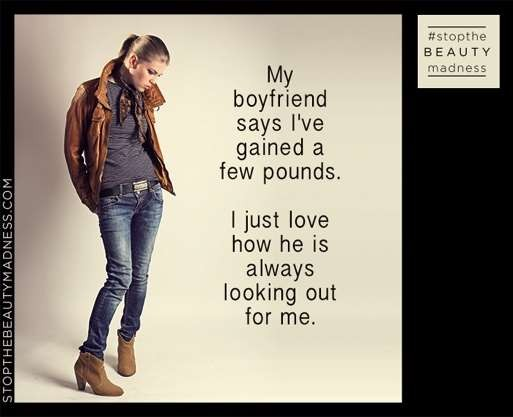 My
boyfriend
says I've
gained a
few pounds.
I just love
how he is
always
looking out
for me.
#stopthe
BEAUTY
madness
STOPTHEBEAUTYMADNESS.COM